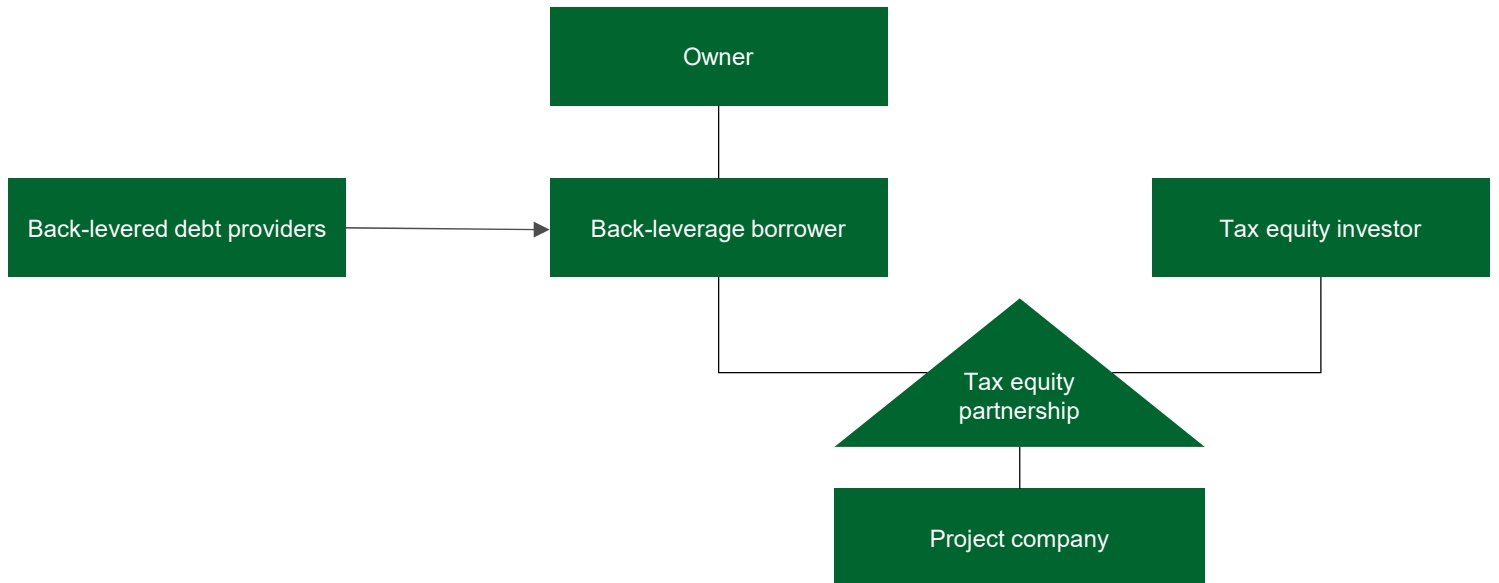 Owner
Back-levered debt providers
Back-leverage borrower
Tax equity investor
Tax equity
partnership
Project company